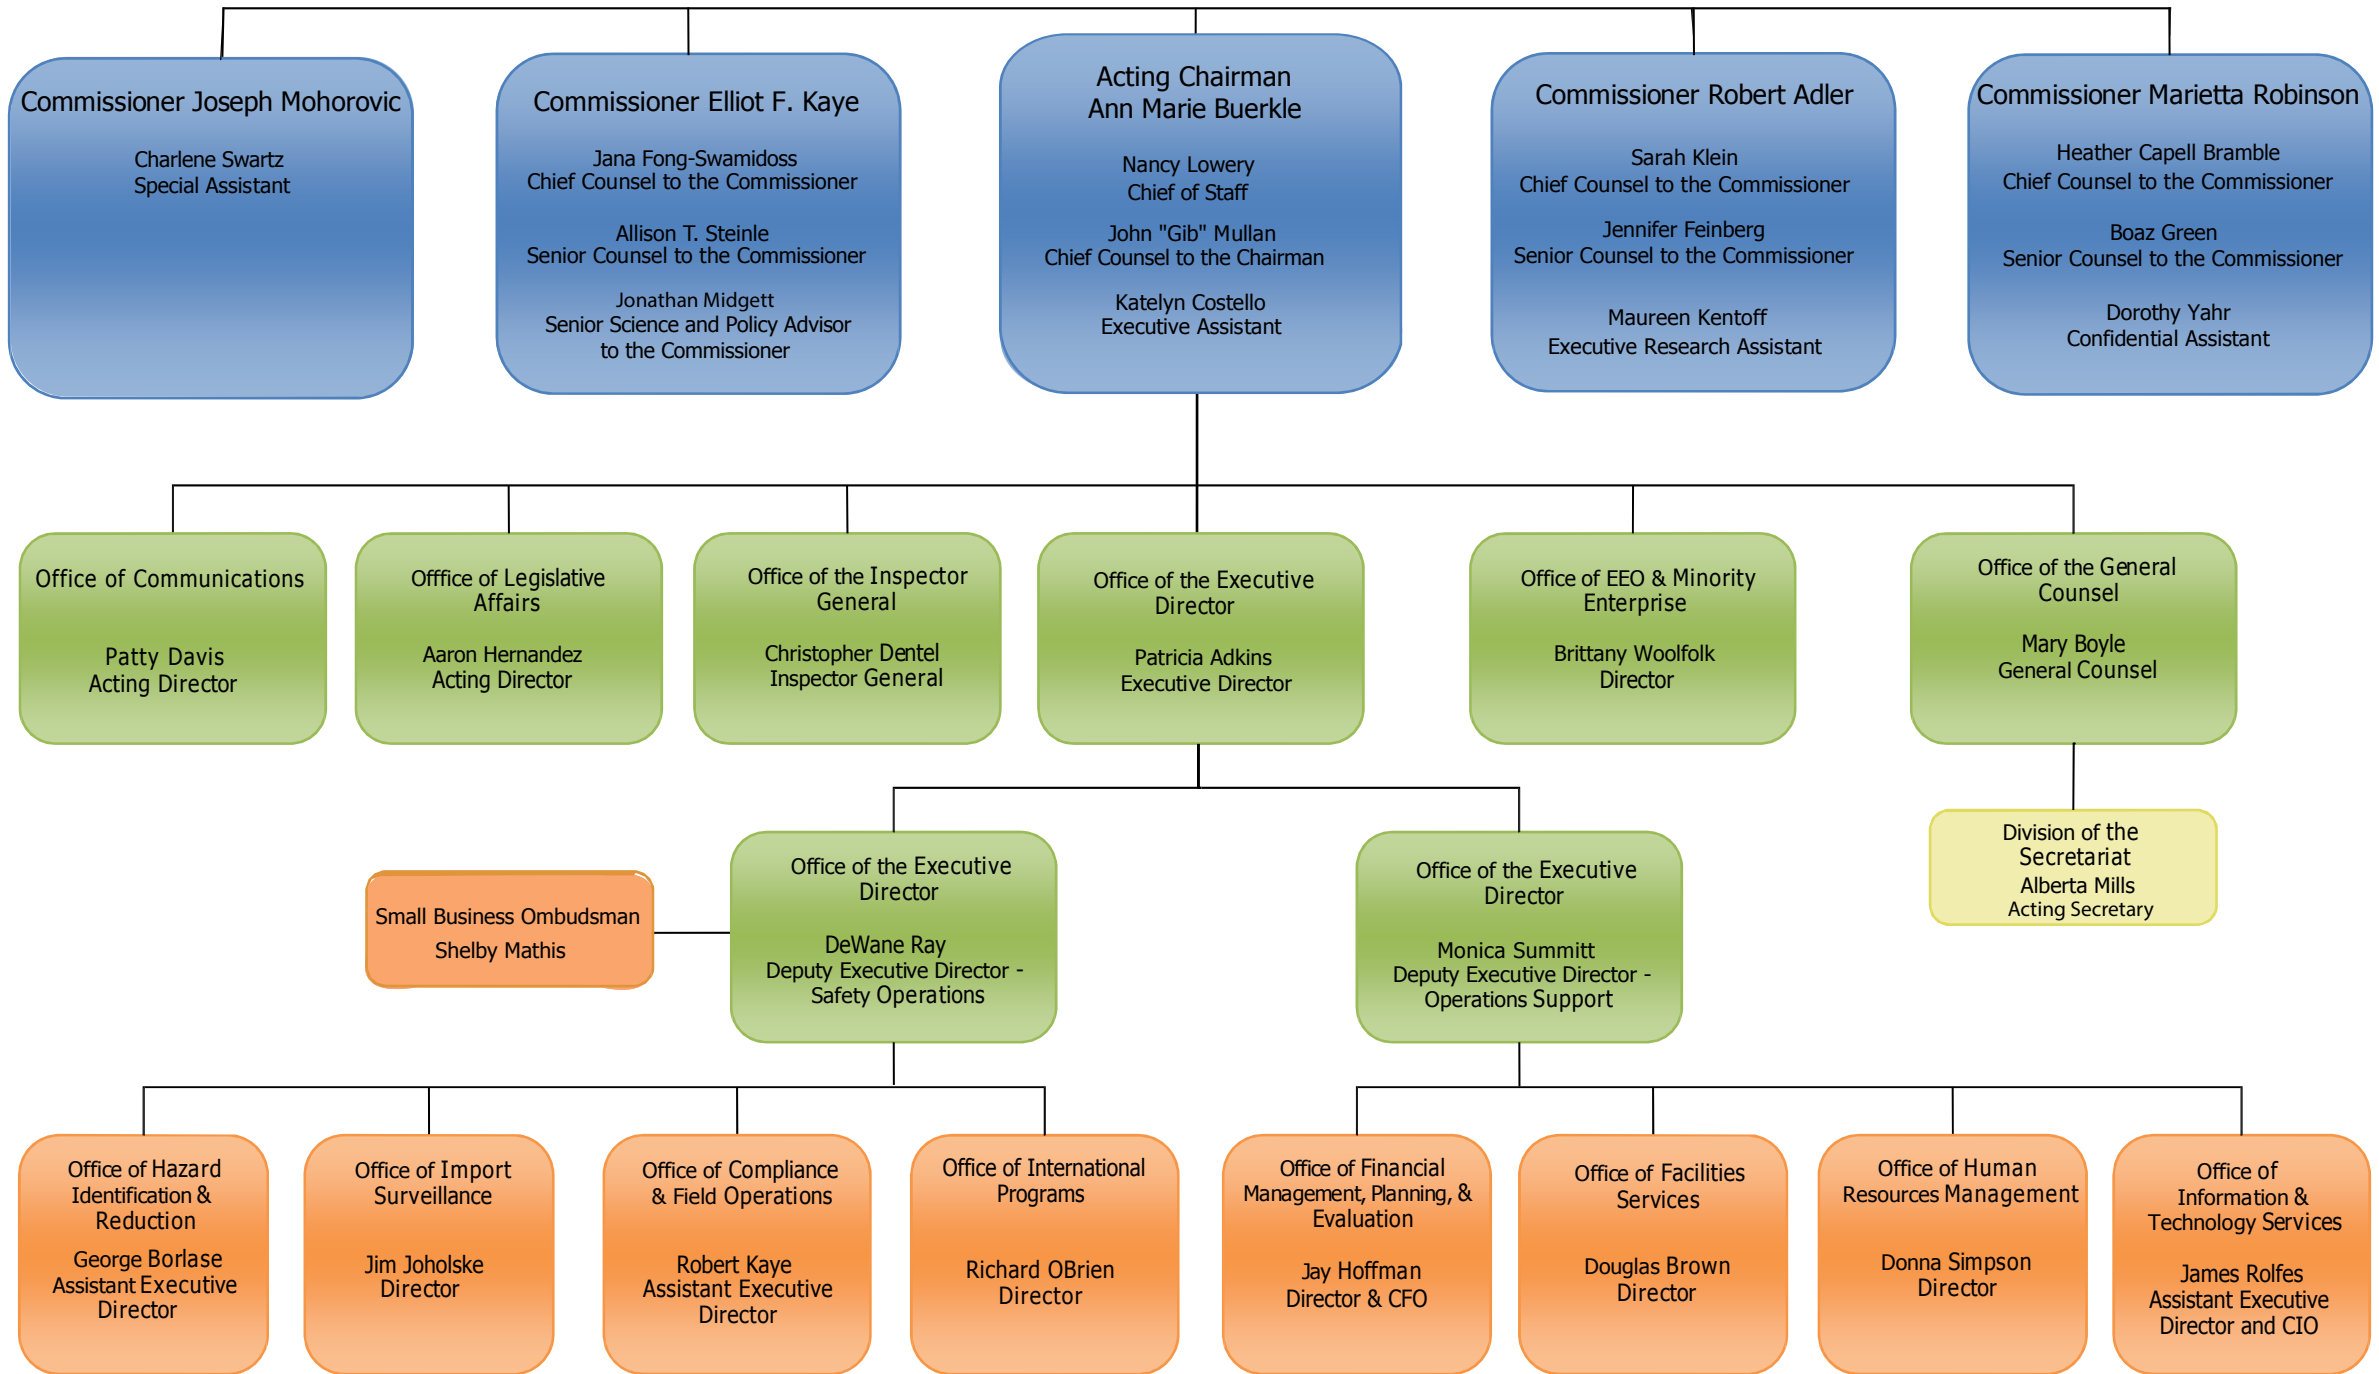 Commissioner Joseph Mohorovic
Charlene Swartz
Special Assistant
Commissioner Elliot F. Kaye
Jana Fong-Swamidoss
Chief Counsel to the Commissioner
Allison T. Steinle
Senior Counsel to the Commissioner
Jonathan Midgett
Senior Science and Policy Advisor
to the Commissioner
Acting Chairman
Ann Marie Buerkle
Nancy Lowery
Chief of Staff
John "Gib" Mullan
Chief Counsel to the Chairman
Katelyn Costello
Executive Assistant
Commissioner Robert Adler
Sarah Klein
Chief Counsel to the Commissioner
Jennifer Feinberg
Senior Counsel to the Commissioner
Maureen Kentoff
Executive Research Assistant
Commissioner Marietta Robinson
Heather Capell Bramble
Chief Counsel to the Commissioner
Boaz Green
Senior Counsel to the Commissioner
Dorothy Yahr
Confidential Assistant
Office of Communications
Patty Davis
Acting Director
Offfice of Legislative
Affairs
Aaron Hernandez
Acting Director
Office of the Inspector
General
Christopher Dentel
Inspector General
Office of the Executive
Director
Patricia Adkins
Executive Director
Office of EEO & Minority
Enterprise
Brittany Woolfolk
Director
Office of the General
Counsel
Mary Boyle
General Counsel
Small Business Ombudsman
Shelby Mathis
Office of the Executive
Director
DeWane Ray
Deputy Executive Director -
Safety Operations
Office of the Executive
Director
Monica Summitt
Deputy Executive Director -
Operations Support
Division of the
Secretariat
Alberta Mills
Acting Secretary
Office of Hazard
Identification &
Reduction
George Borlase
Assistant Executive
Director
Office of Import
Surveillance
Jim Joholske
Director
Office of Compliance
& Field Operations
Robert Kaye
Assistant Executive
Director
Office of International
Programs
Richard OBrien
Director
Office of Financial
Management, Planning, &
Evaluation
Jay Hoffman
Director & CFO
Office of Facilities
Services
Douglas Brown
Director
Office of Human
Resources Management
Donna Simpson
Director
Office of
Information &
Technology Services
James Rolfes
Assistant Executive
Director and CIO